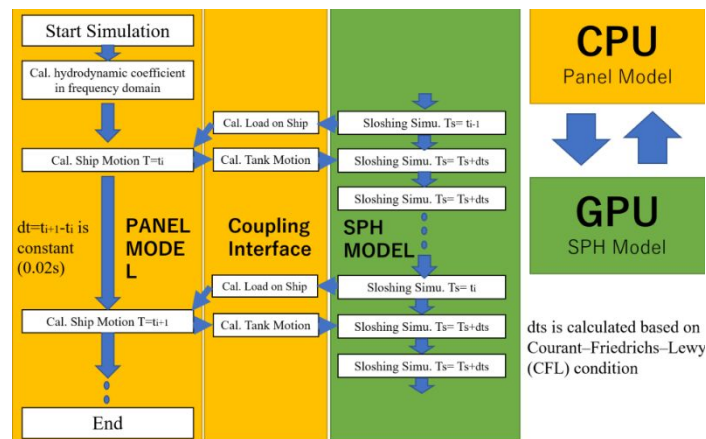 Start Simulation
Cal. hydrodynamic coefficient
in frequency domain
Cal. Ship Motion T=ti
dt=ti+1-ti is
constant
(0.02s)
PANEL
MODE
L
Cal. Ship Motion T=ti+1
End
Cal. Load on Ship
Cal. Tank Motion
Coupling
Interface
Cal. Load on Ship
Cal. Tank Motion
Sloshing Simu. Ts= ti-1
Sloshing Simu. Ts= Ts+dts
Sloshing Simu. Ts= Ts+dts
SPH
MODEL
Sloshing Simu. Ts= ti
Sloshing Simu. Ts= Ts+dts
Sloshing Simu. Ts= Ts+dts
CPU
Panel Model
GPU
SPH Model
dts is calculated based on
Courant–Friedrichs–Lewy
(CFL) condition